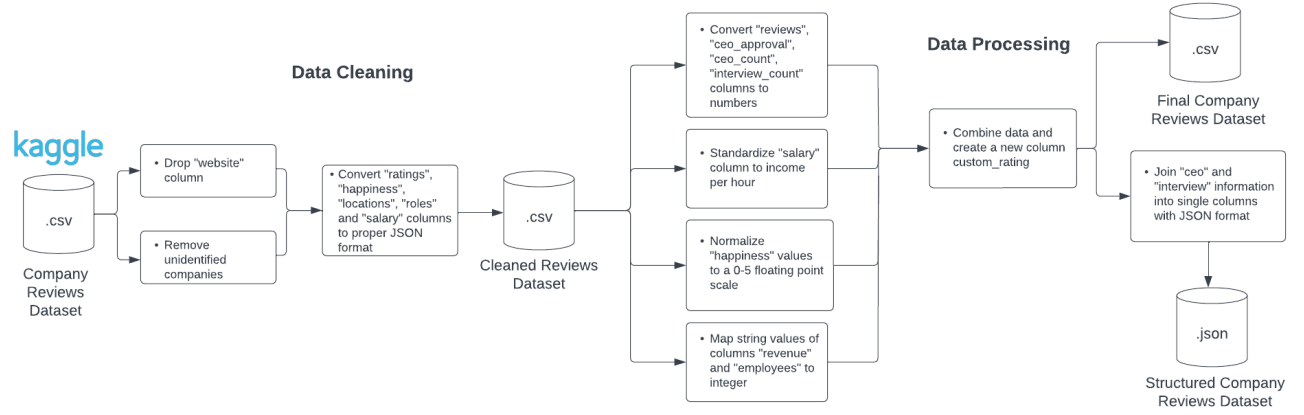 Data Cleaning
kaggle
.csv
Company
Reviews
Dataset
• Drop "website"
column
• Remove
unidentified
companies
• Convert "ratings",
"happiness",
"locations", "roles"
and "salary" columns
to proper JSON
format
.csv
Cleaned Reviews
Dataset
• Convert "reviews",
"ceo_approval",
"ceo_count",
"interview_count"
columns to
numbers
• Standardize "salary"
column to income
per hour
• Normalize
"happiness" values
to a 0-5 floating point
scale
• Map string values of
columns "revenue"
and "employees" to
integer
Data Processing
• Combine data and
create a new column
custom_rating
.csv
Final Company
Reviews Dataset
• Join "ceo" and
"interview" information
into single columns
with JSON format
.json
Structured Company
Reviews Dataset